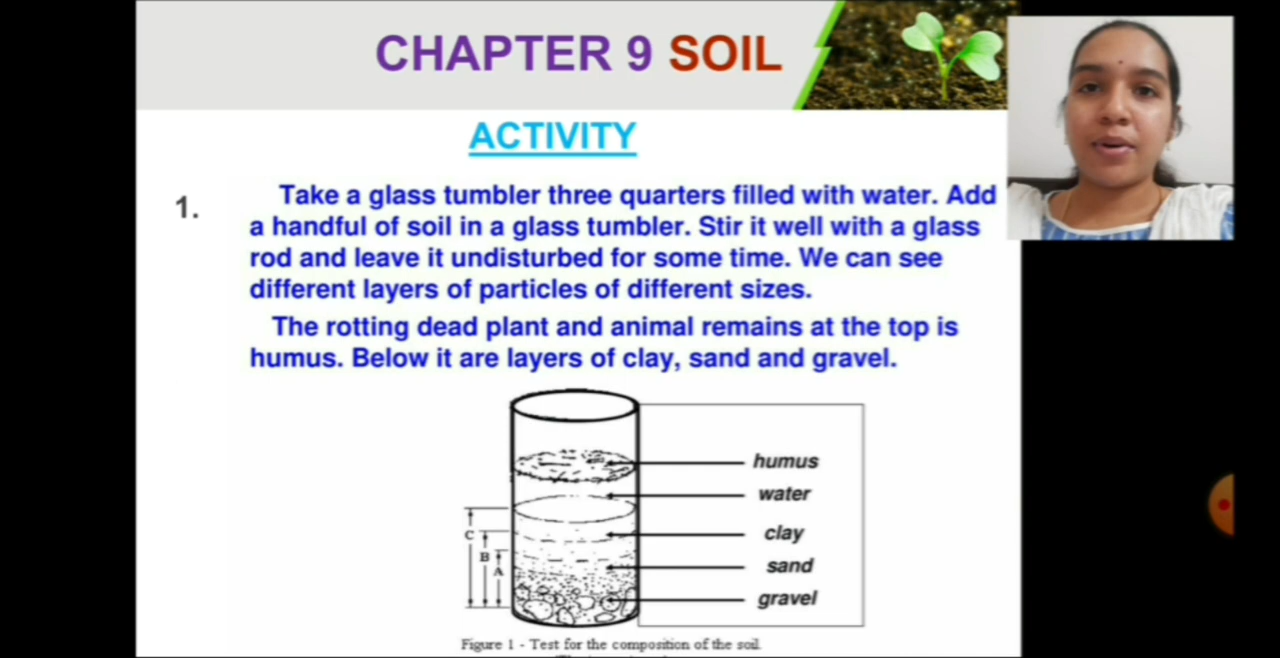 CHAPTER 9 SOIL
ACTIVITY
1.
Take a glass tumbler three quarters filled with water. Add
a handful of soil in a glass tumbler. Stir it well with a glass
rod and leave it undisturbed for some time. We can see
different layers of particles of different sizes.
The rotting dead plant and animal remains at the top is
humus. Below it are layers of clay, sand and gravel.
humus
water
clay
sand
gravel
C
B
A
Figure 1 - Test for the composition of the soil.